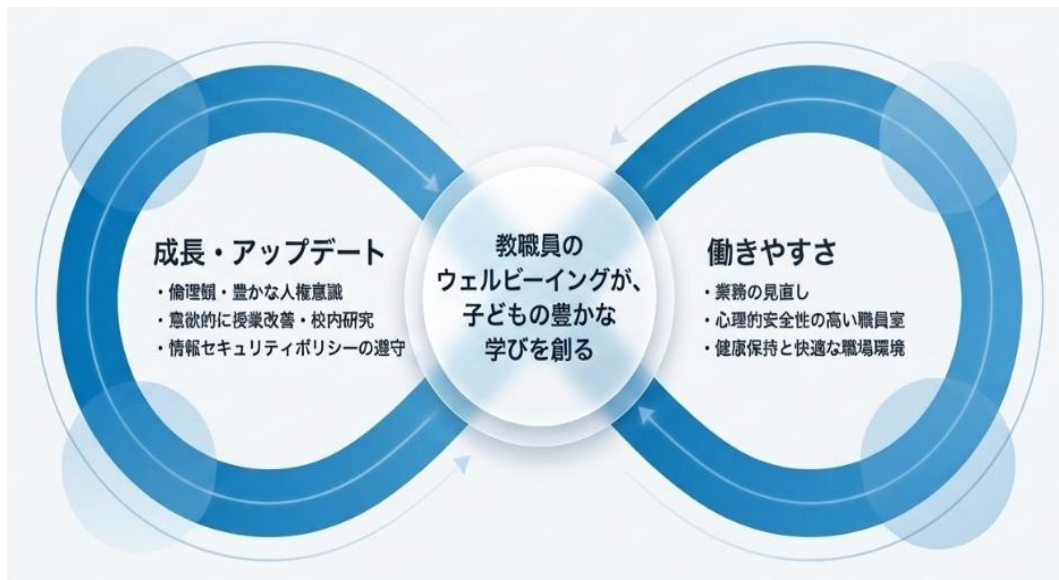 成長・アップデート
・倫理観・豊かな人権意識
・意欲的に授業改善・校内研究
・情報セキュリティポリシーの遵守
教職員の
ウェルビーイングが、
子どもの豊かな
学びを創る
働きやすさ
・業務の見直し
・心理的安全性の高い職員室
・健康保持と快適な職場環境